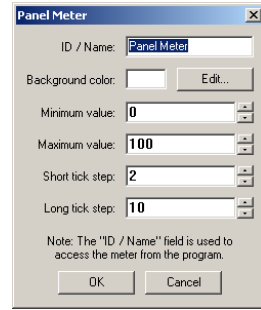 Panel Meter
ID / Name: Panel Meter
Background color: Edit...
Minimum value: 0
Maximum value: 100
Short tick step: 2
Long tick step: 10
Note: The "ID / Name" field is used to
access the meter from the program.
OK Cancel